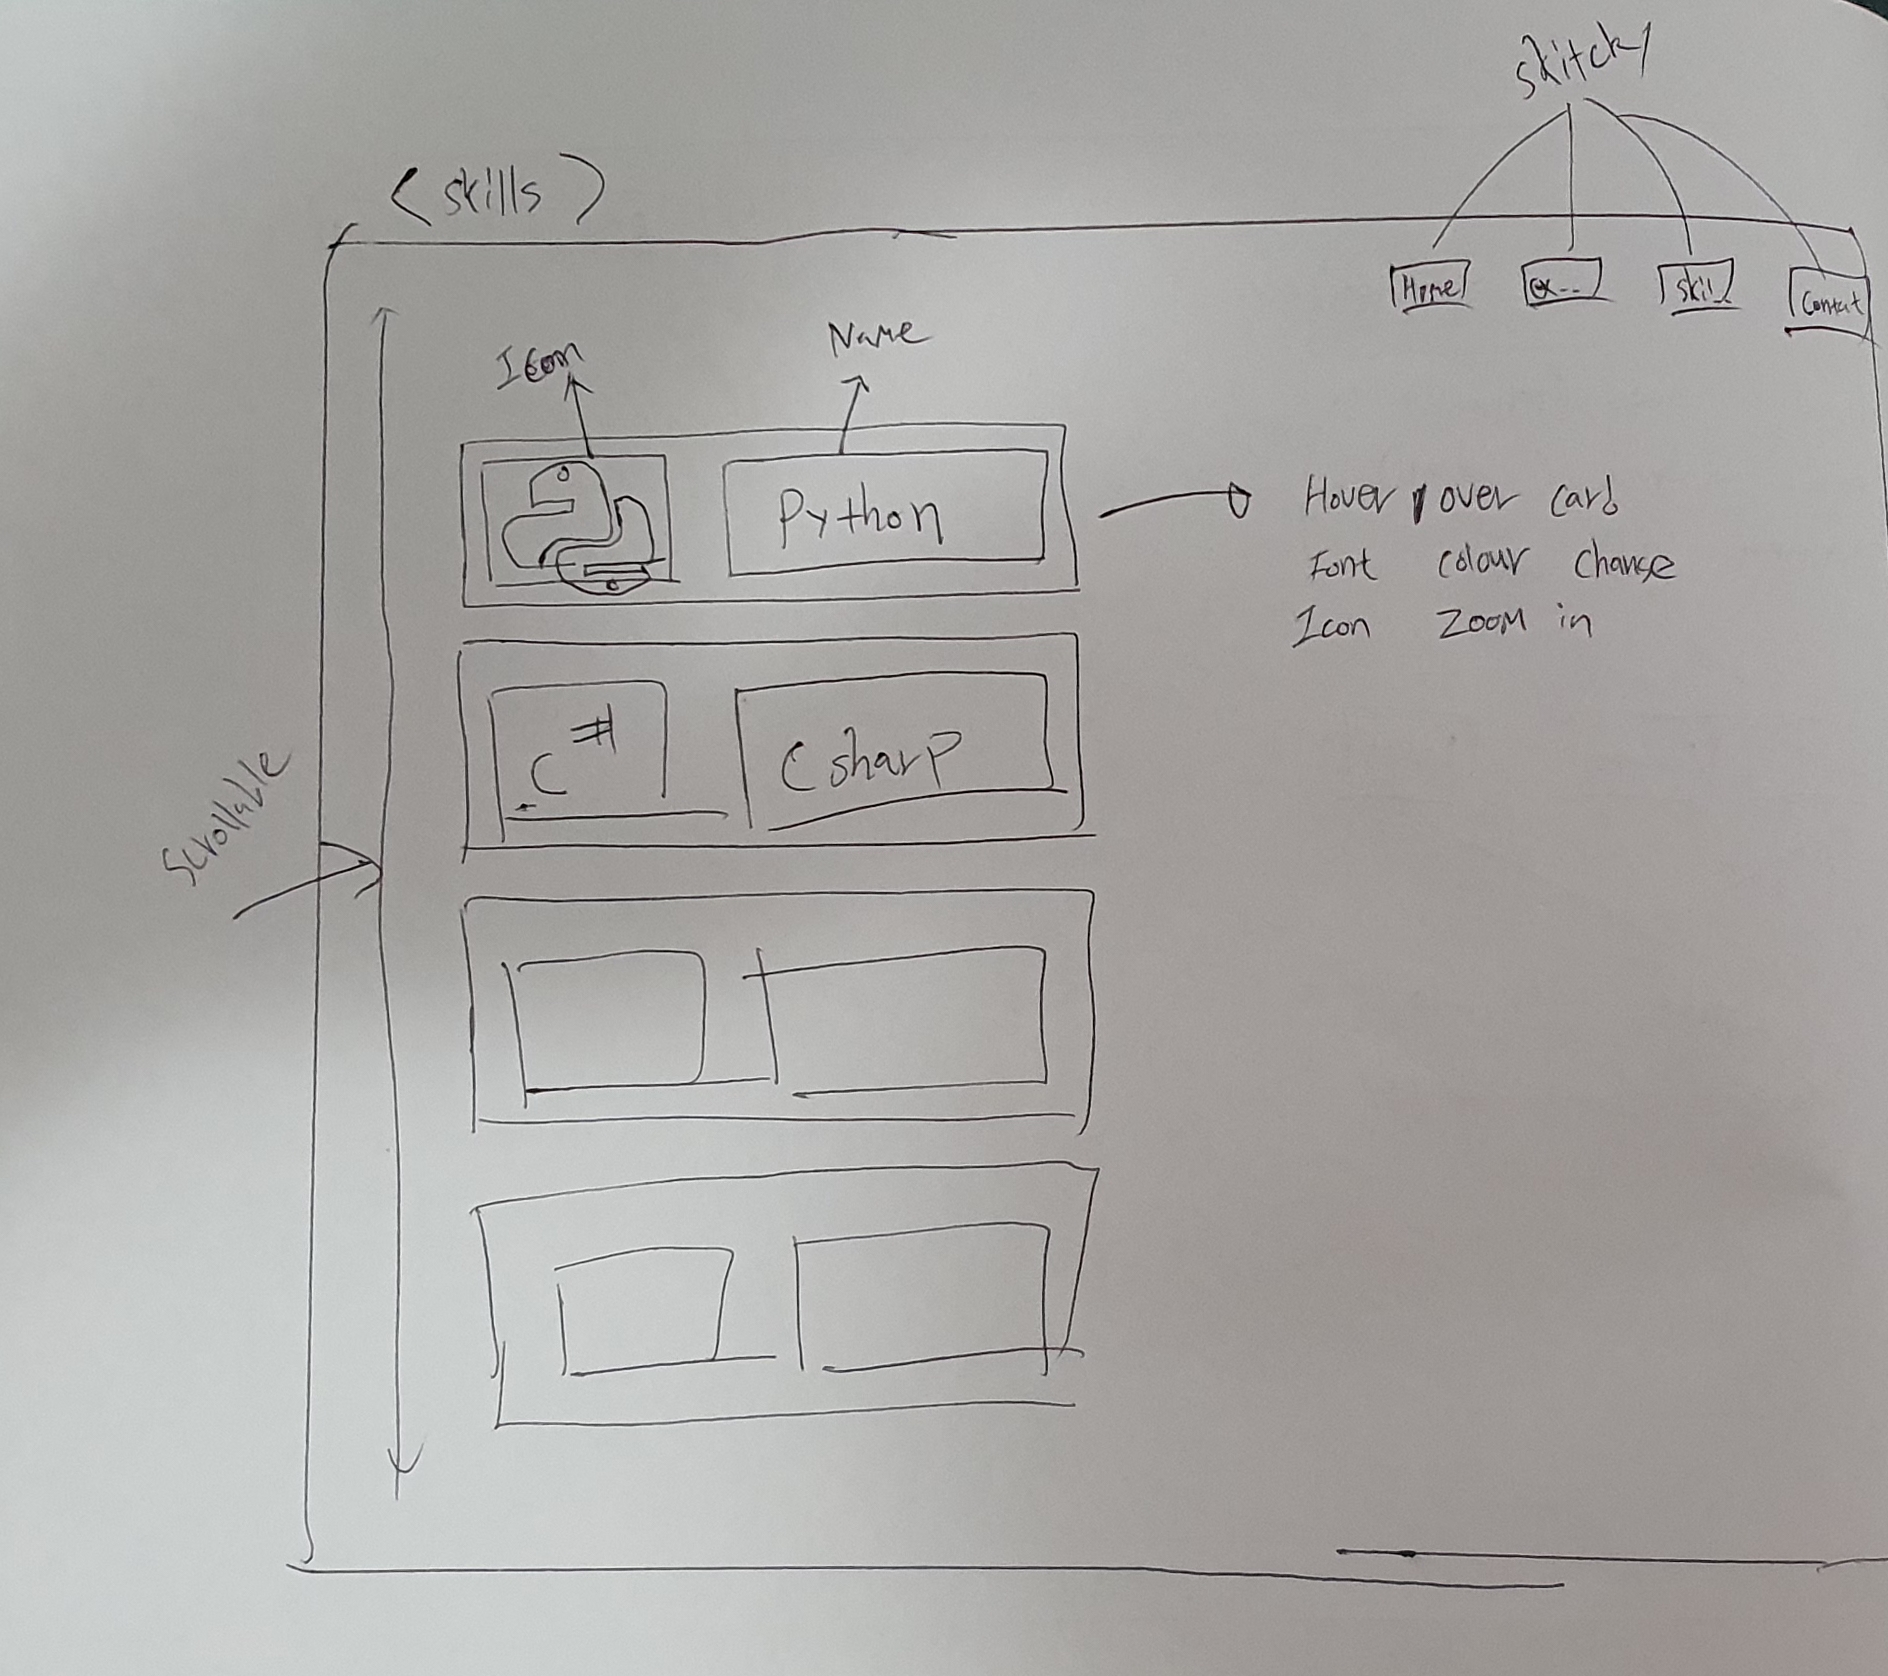 skitcky
(skills)
Home
ex...
skil..
Contact
Icon
Name
Python
Hover over card
Font colour change
Icon Zoom in
C#
C sharp
Scrollable